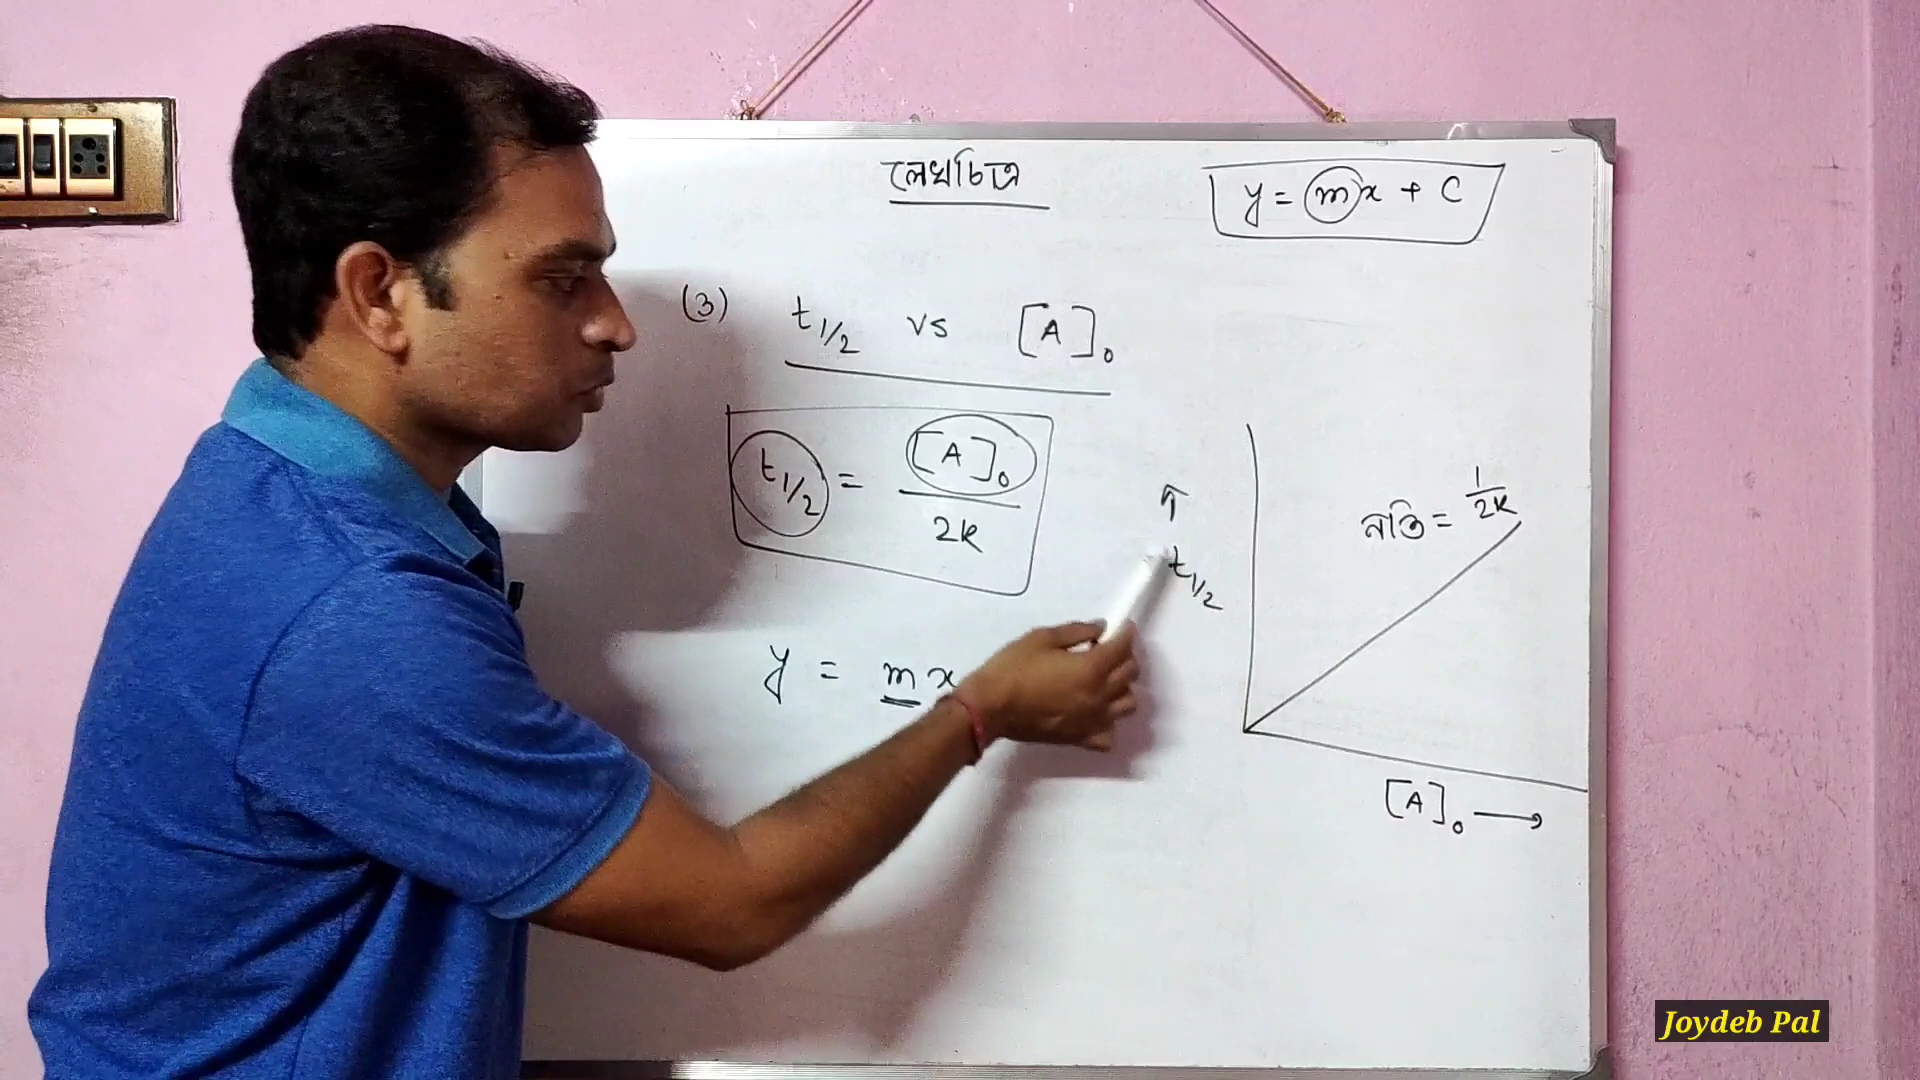 লেখচিত্র
y = mx + C
(3) t1/2 vs [A]0
t1/2 = [A]0 / 2k
y = mx
↑ t1/2
নতি = 1/2k
[A]0 →
Joydeb Pal